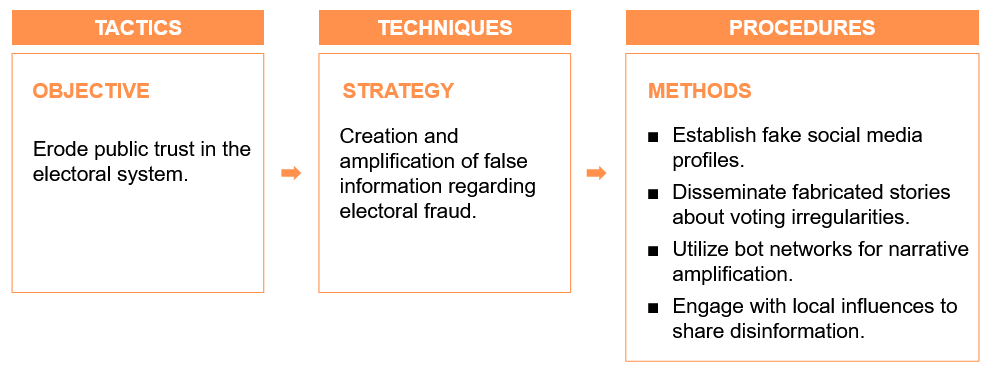 TACTICS
OBJECTIVE
Erode public trust in the
electoral system.
TECHNIQUES
STRATEGY
Creation and
amplification of false
information regarding
electoral fraud.
PROCEDURES
METHODS
■ Establish fake social media
profiles.
■ Disseminate fabricated stories
about voting irregularities.
■ Utilize bot networks for narrative
amplification.
■ Engage with local influences to
share disinformation.